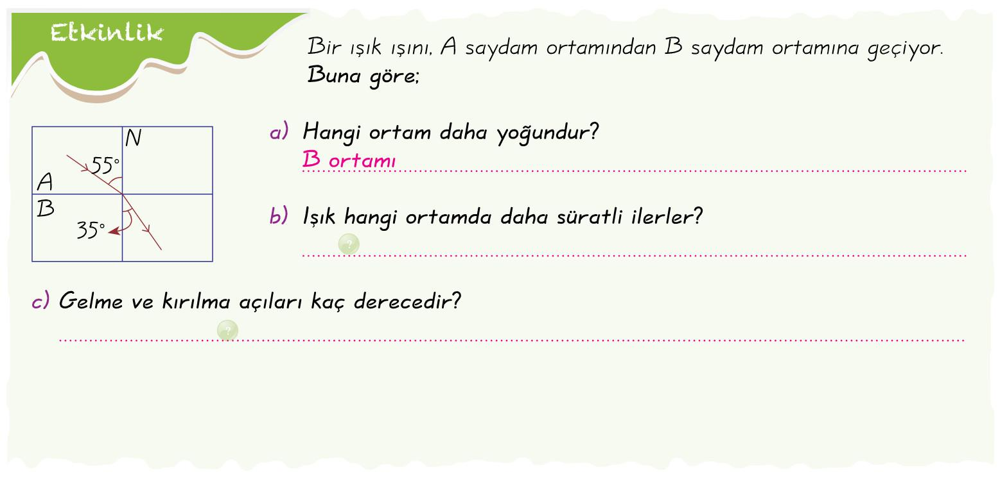 Etkinlik
Bir ışık ışını, A saydam ortamından B saydam ortamına geçiyor.
Buna göre;
N
55°
A
B
35°
a) Hangi ortam daha yoğundur?
B ortamı
b) Işık hangi ortamda daha süratli ilerler?
?
c) Gelme ve kırılma açıları kaç derecedir?
?